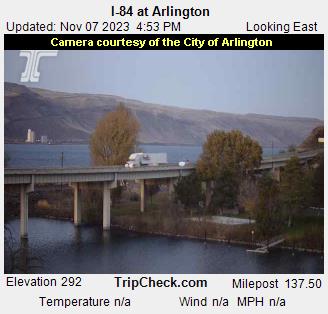 I-84 at Arlington
Updated: Nov 07 2023 4:53 PM Looking East
Camera courtesy of the City of Arlington
Elevation 292 TripCheck.com Milepost 137.50
Temperature n/a Wind n/a MPH n/a